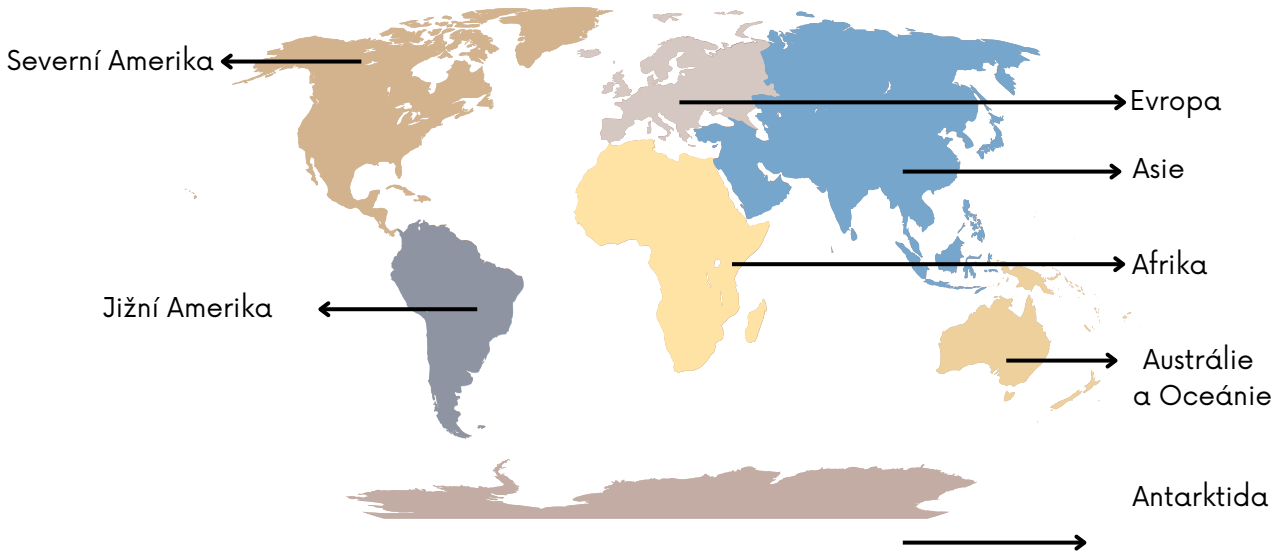 Severní Amerika
Evropa
Asie
Afrika
Jižní Amerika
Austrálie
a Oceánie
Antarktida